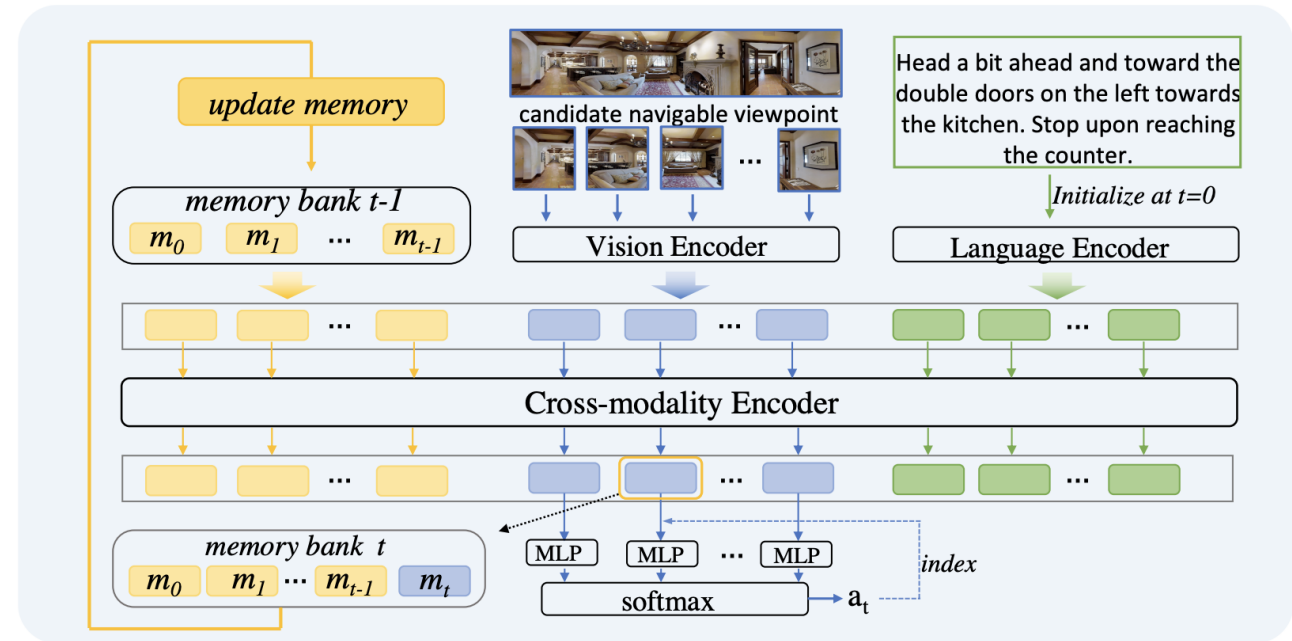 update memory
memory bank t-1
m0 m1 ... mt-1
candidate navigable viewpoint
...
Vision Encoder
Head a bit ahead and toward the
double doors on the left towards
the kitchen. Stop upon reaching
the counter.
Initialize at t=0
Language Encoder
... ... ...
Cross-modality Encoder
... ... ...
memory bank t
m0 m1 ... mt-1 mt
MLP MLP ... MLP
softmax
at
index